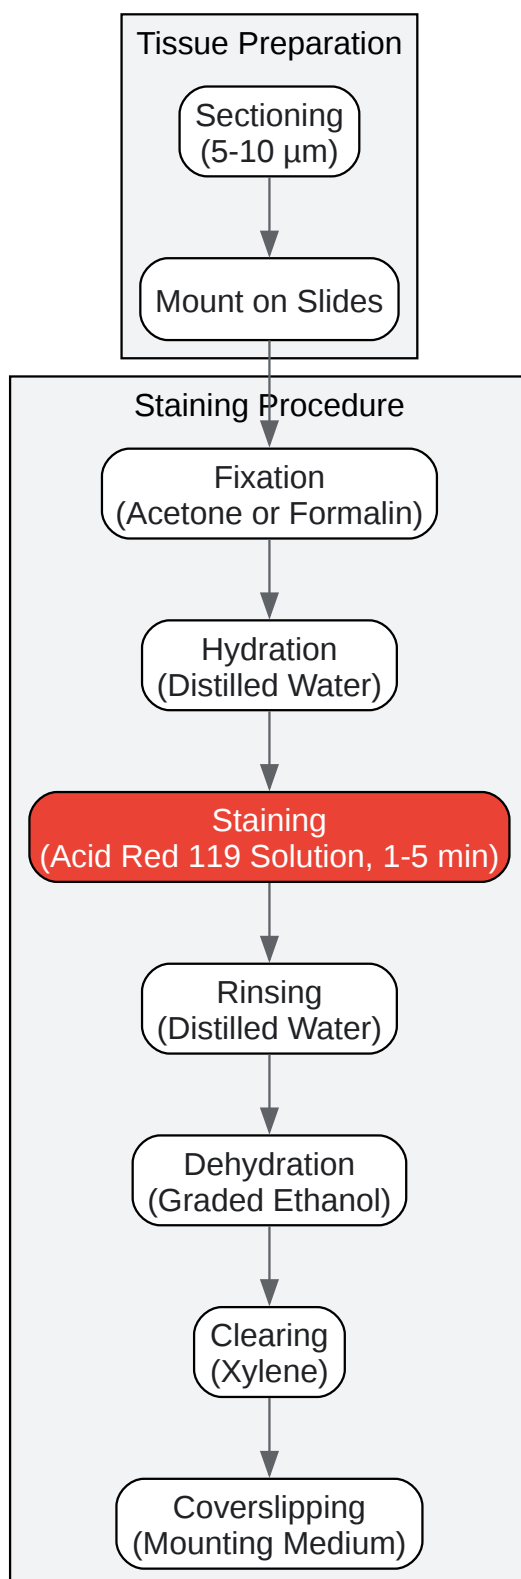 Tissue Preparation
Sectioning
(5-10 µm)
Mount on Slides
Staining Procedure
Fixation
(Acetone or Formalin)
Hydration
(Distilled Water)
Staining
(Acid Red 119 Solution, 1-5 min)
Rinsing
(Distilled Water)
Dehydration
(Graded Ethanol)
Clearing
(Xylene)
Coverslipping
(Mounting Medium)